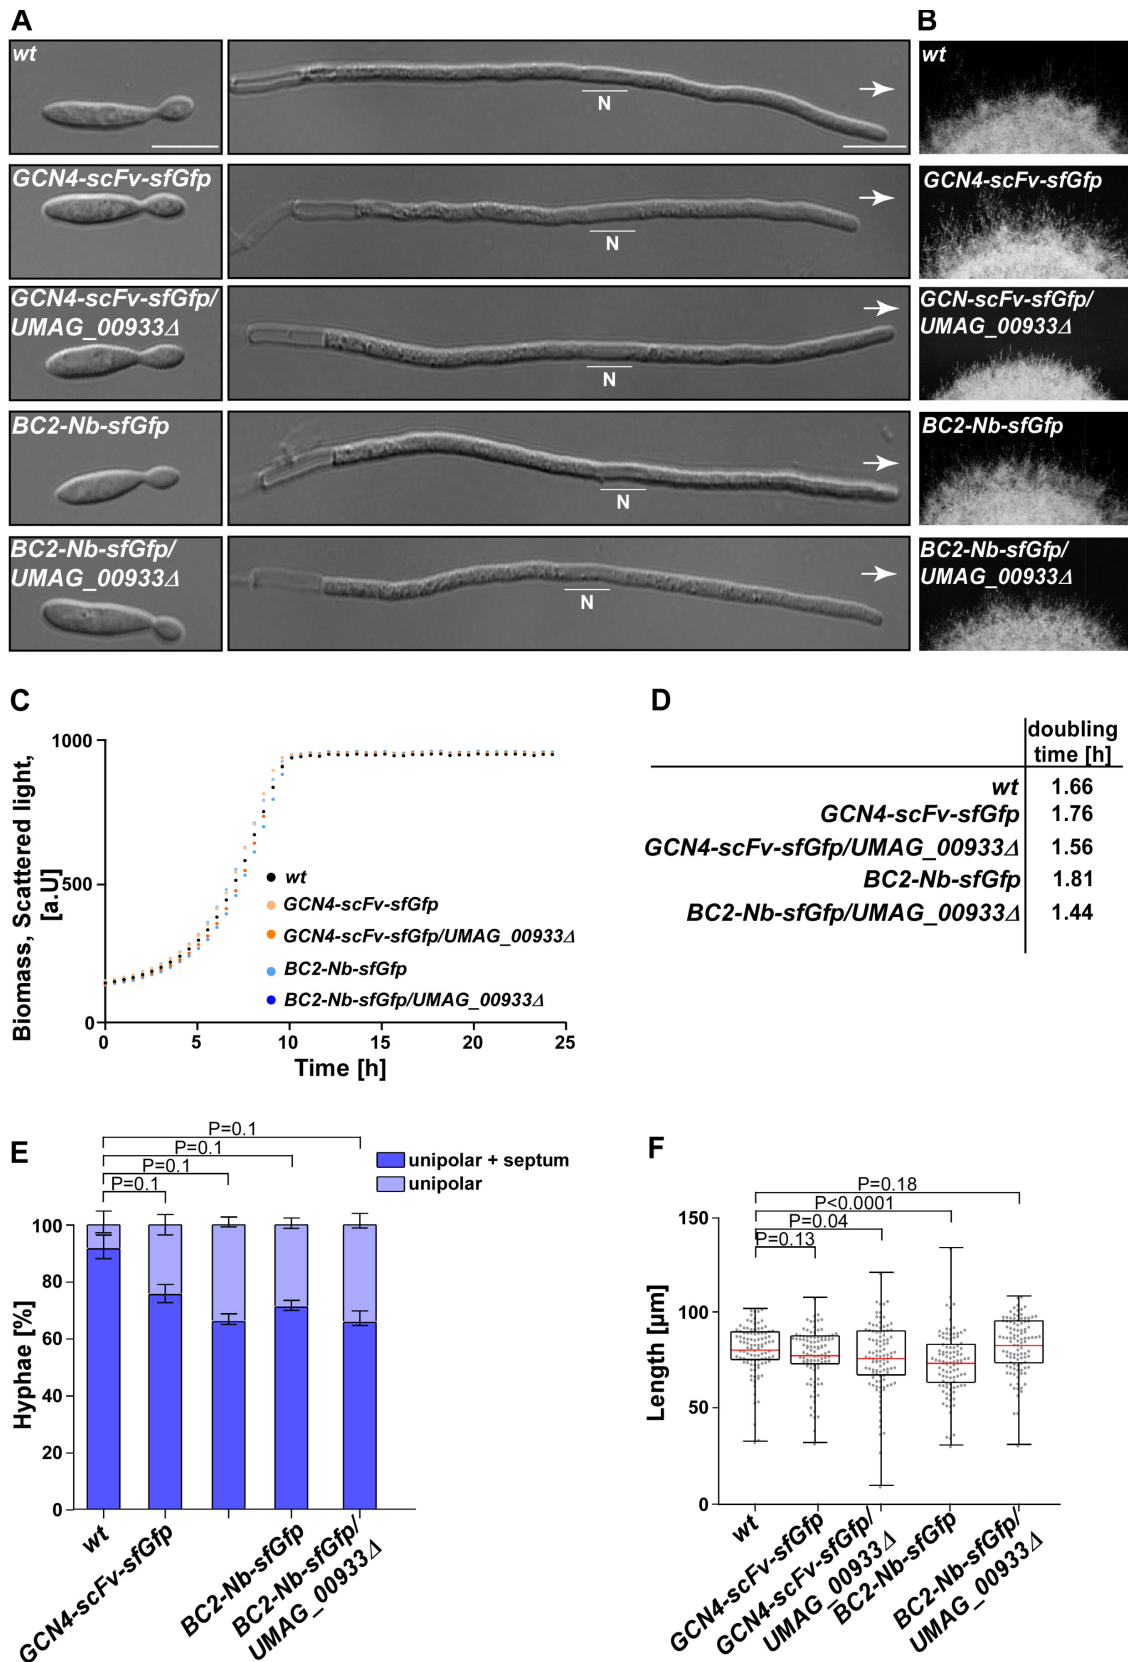 A
B
wt
N
wt
GCN4-scFv-sfGfp
N
GCN4-scFv-sfGfp
GCN4-scFv-sfGfp/
UMAG_00933Δ
N
GCN-scFv-sfGfp/
UMAG_00933Δ
BC2-Nb-sfGfp
N
BC2-Nb-sfGfp
BC2-Nb-sfGfp/
UMAG_00933Δ
N
BC2-Nb-sfGfp/
UMAG_00933Δ
C
Biomass, Scattered light,
[a.U]
1000
500
0
0
5
10
15
20
25
Time [h]
wt
GCN4-scFv-sfGfp
GCN4-scFv-sfGfp/UMAG_00933Δ
BC2-Nb-sfGfp
BC2-Nb-sfGfp/UMAG_00933Δ
D
doubling
time [h]
wt 1.66
GCN4-scFv-sfGfp 1.76
GCN4-scFv-sfGfp/UMAG_00933Δ 1.56
BC2-Nb-sfGfp 1.81
BC2-Nb-sfGfp/UMAG_00933Δ 1.44
E
P=0.1
P=0.1
P=0.1
P=0.1
unipolar + septum
unipolar
Hyphae [%]
100
80
60
40
20
0
wt
GCN4-scFv-sfGfp
BC2-Nb-sfGfp
BC2-Nb-sfGfp/
UMAG_00933Δ
F
P=0.18
P<0.0001
P=0.04
P=0.13
Length [µm]
150
100
50
0
wt
GCN4-scFv-sfGfp
GCN4-scFv-sfGfp/
UMAG_00933Δ
BC2-Nb-sfGfp
BC2-Nb-sfGfp/
UMAG_00933Δ